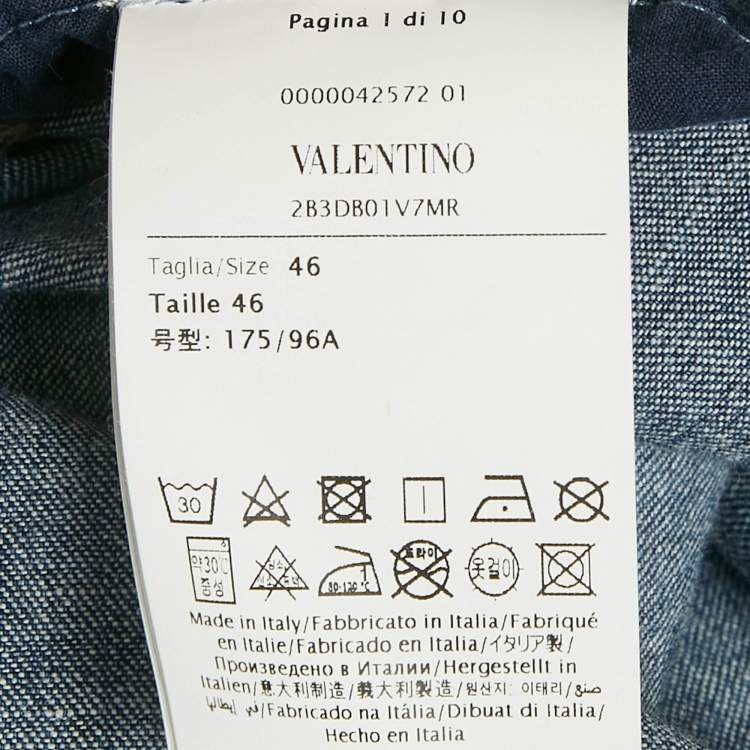 Pagina 1 di 10
0000042572 01
VALENTINO
2B3DB01V7MR
Taglia/Size 46
Taille 46
号型: 175/96A
30
약30℃ 드라이 옷걸이
중성 80-120℃
Made in Italy/Fabbricato in Italia/Fabriqué
en Italie/Fabricado en Italia/イタリア製/
Произведено в Италии/Hergestellt in
Italien/意大利制造/義大利製造/원산지: 이태리/صنع
في إيطاليا/Fabricado na Itália/Dibuat di Italia/
Hecho en Italia